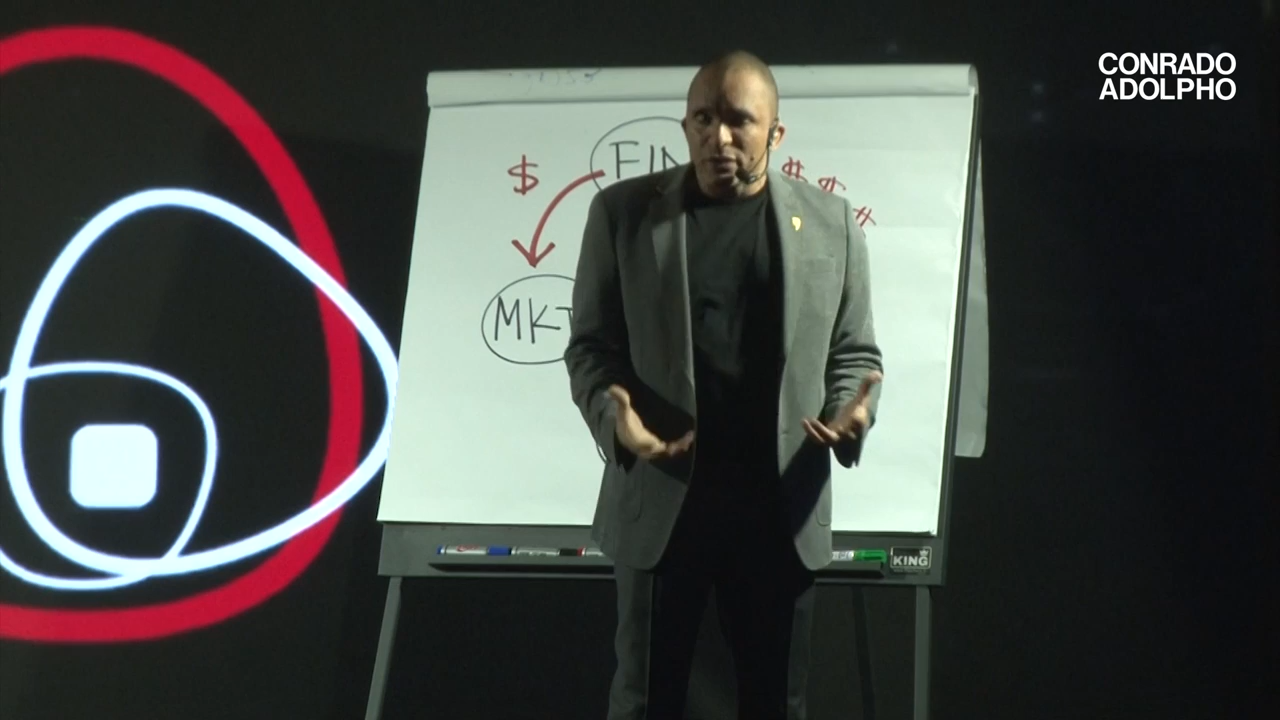 CONRADO
ADOLPHO
$
FIN
$
$
$
MKT
KING